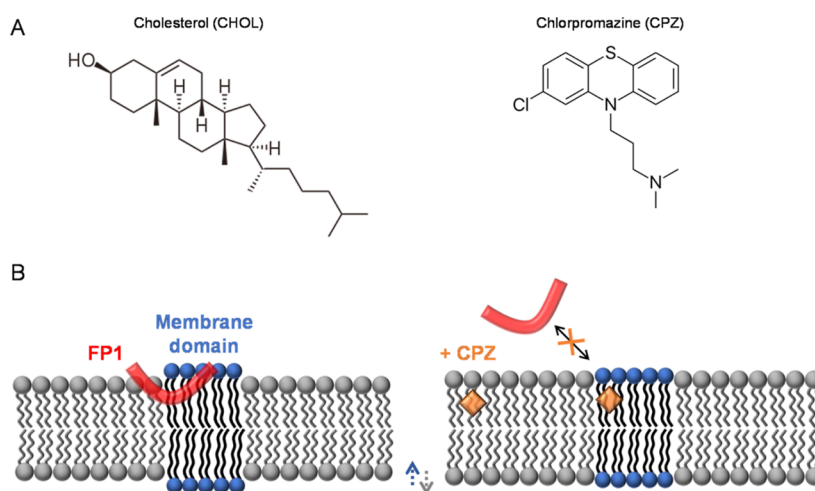 A
Cholesterol (CHOL)
HO
H
H
H
H
Chlorpromazine (CPZ)
S
Cl
N
N
B
FP1
Membrane
domain
+ CPZ